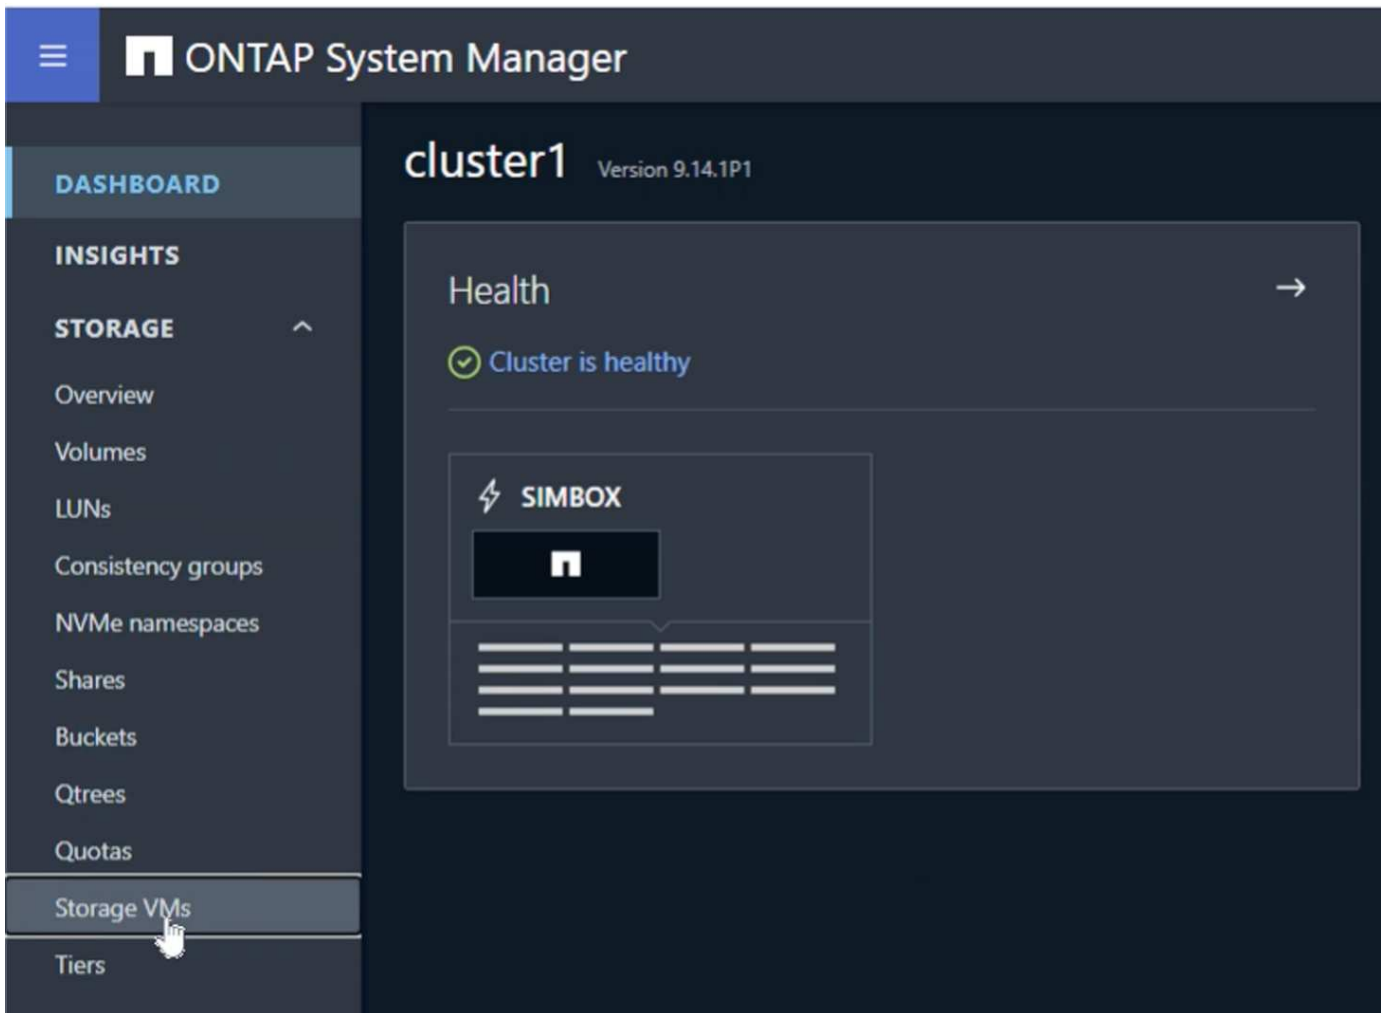 ONTAP System Manager
DASHBOARD
INSIGHTS
STORAGE
Overview
Volumes
LUNs
Consistency groups
NVMe namespaces
Shares
Buckets
Qtrees
Quotas
Storage VMs
Tiers
cluster1 Version 9.14.1P1
Health
Cluster is healthy
SIMBOX